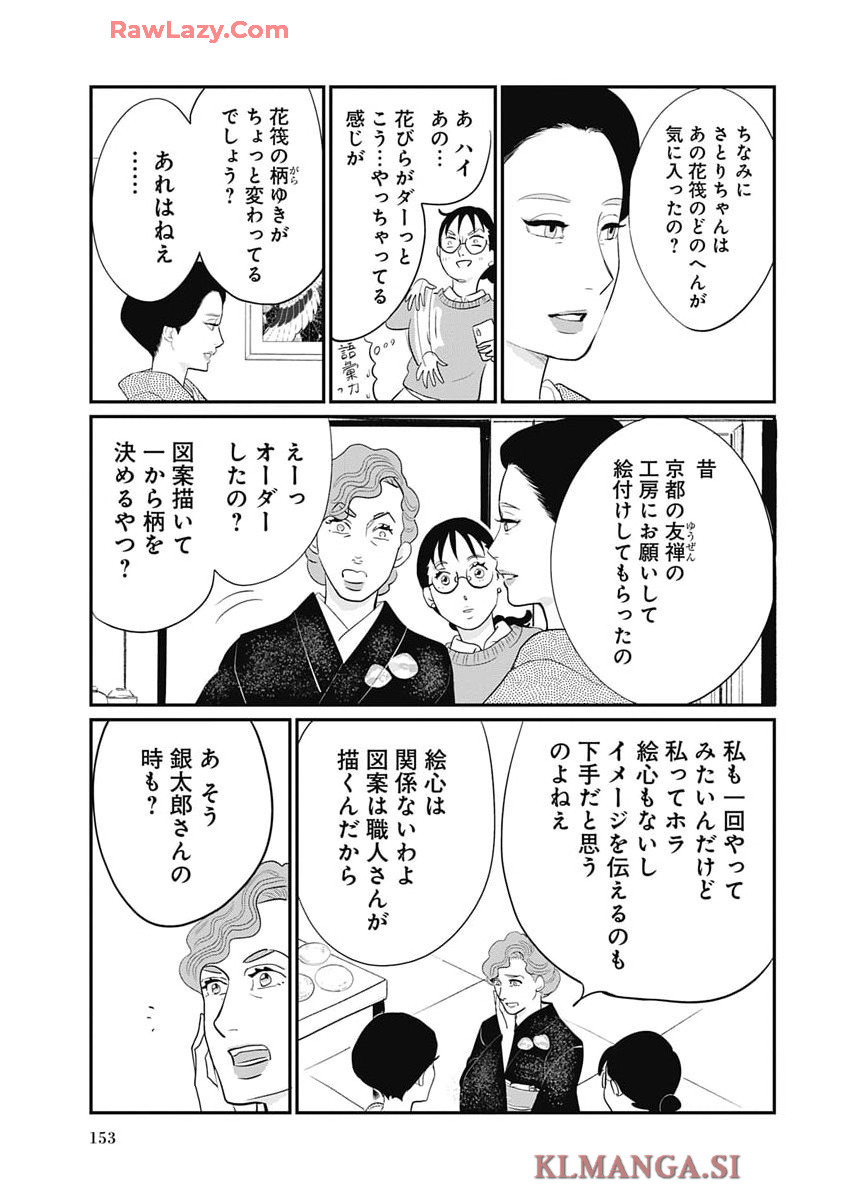 RawLazy.Com
ちなみに
さとりちゃんは
あの花筏のどのへんが
気に入ったの？
あ ハイ
あの…
花びらがダーっと
こう…やっちゃってる
感じが
語彙力
花筏の柄ゆきが
がら
ちょっと変わってる
でしょう？
あれはねえ
……
昔
京都の友禅の
ゆうぜん
工房にお願いして
絵付けしてもらったの
えーっ
オーダー
したの？
図案描いて
一から柄を
決めるやつ？
私も一回やって
みたいんだけど
私ってホラ
絵心もないし
イメージを伝えるのも
下手だと思う
のよねえ
絵心は
関係ないわよ
図案は職人さんが
描くんだから
あ そう
銀太郎さんの
時も？
153
KLMANGA.SI